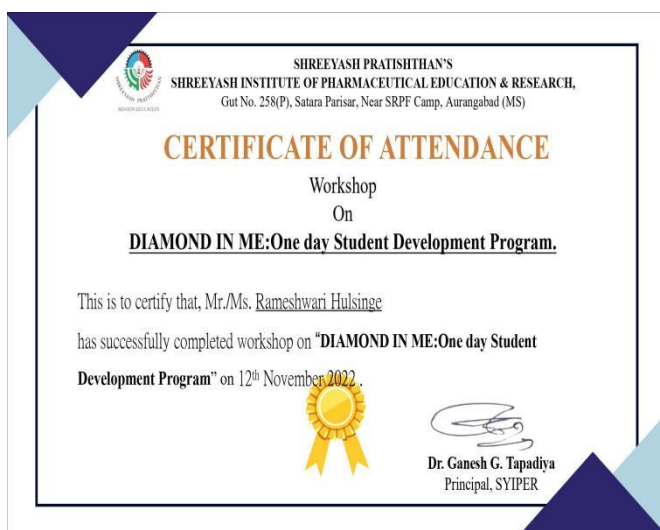 SHREEYASH PRATISHTHAN'S
SHREEYASH INSTITUTE OF PHARMACEUTICAL EDUCATION & RESEARCH,
Gut No. 258(P), Satara Parisar, Near SRPF Camp, Aurangabad (MS)
CERTIFICATE OF ATTENDANCE
Workshop
On
DIAMOND IN ME:One day Student Development Program.
This is to certify that, Mr./Ms. Rameshwari Hulsinge
has successfully completed workshop on “DIAMOND IN ME:One day Student
Development Program” on 12th November 2022 .
Dr. Ganesh G. Tapadiya
Principal, SYIPER